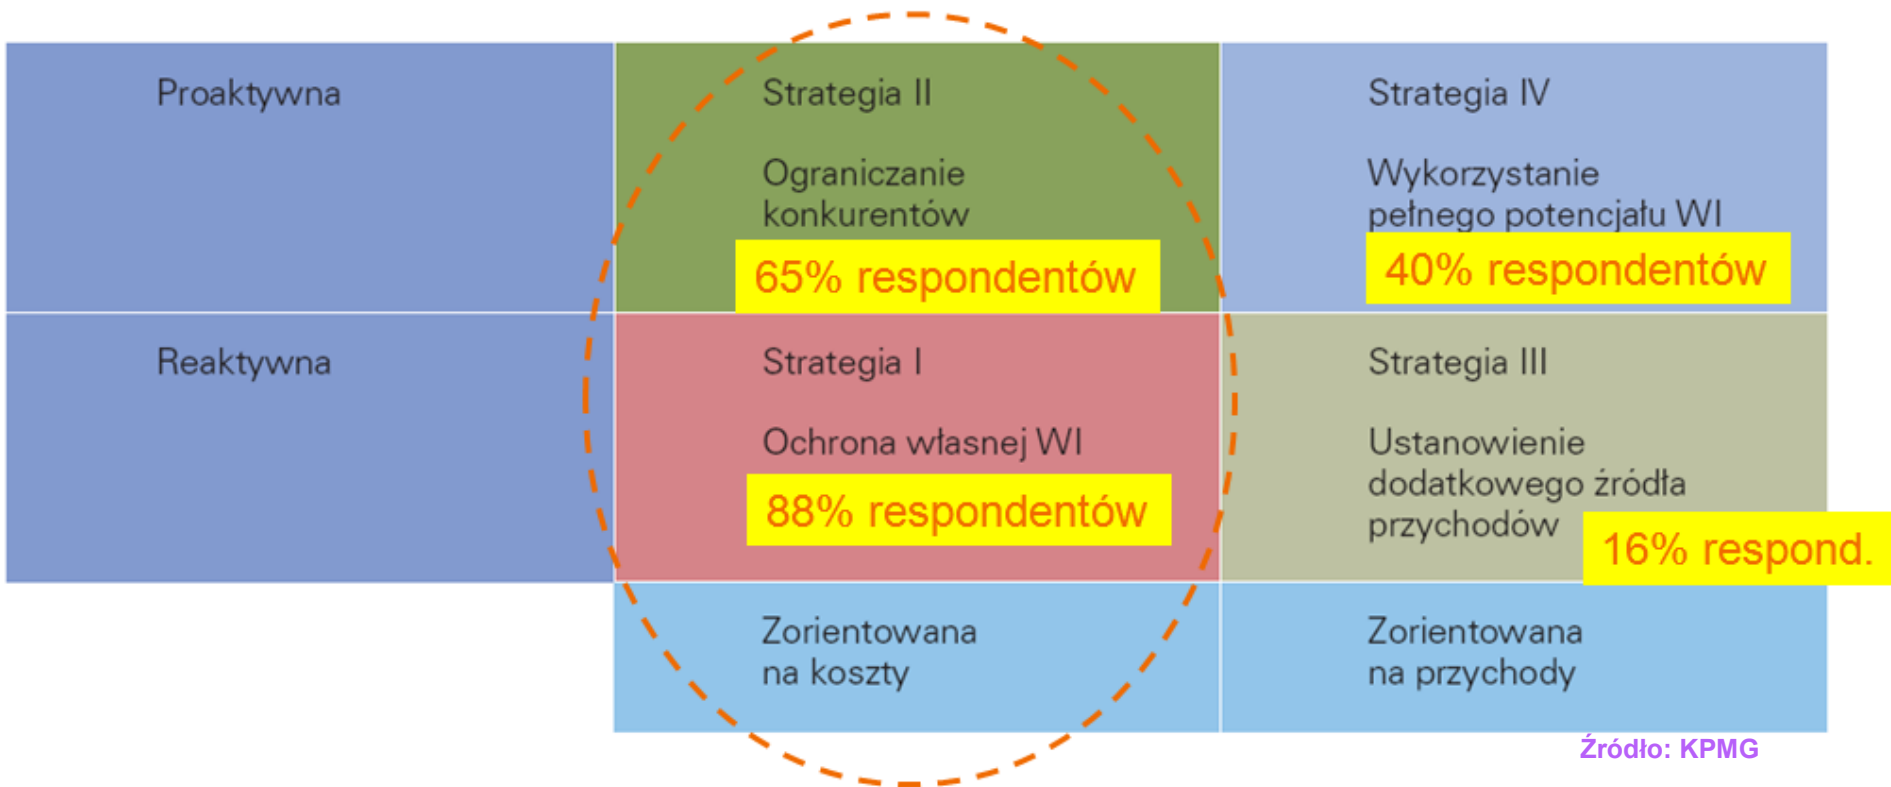 Proaktywna
Strategia II
Ograniczanie
konkurentów
65% respondentów
Strategia IV
Wykorzystanie
pełnego potencjału WI
40% respondentów
Reaktywna
Strategia I
Ochrona własnej WI
88% respondentów
Strategia III
Ustanowienie
dodatkowego źródła
przychodów
16% respond.
Zorientowana
na koszty
Zorientowana
na przychody
Źródło: KPMG